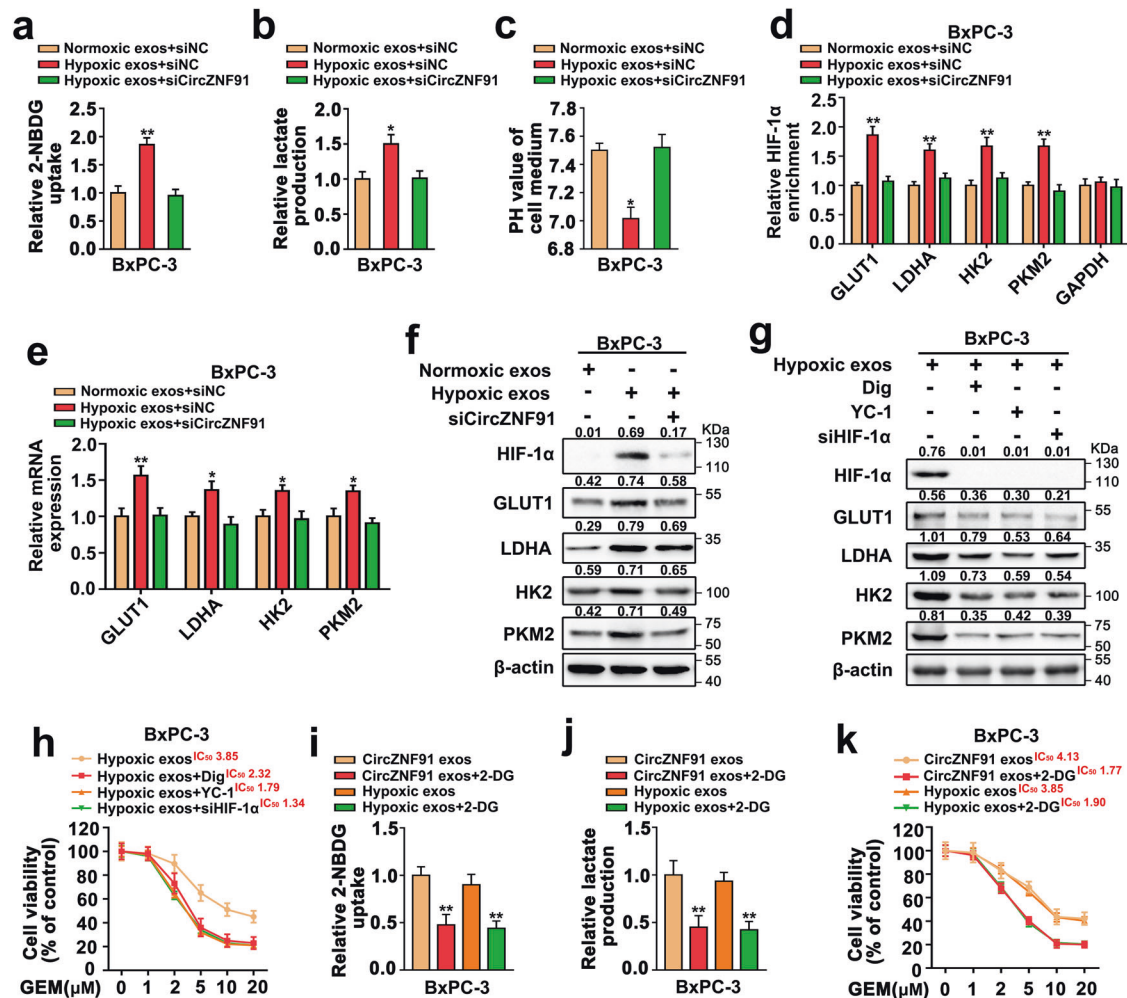 a
Normoxic exos+siNC
Hypoxic exos+siNC
Hypoxic exos+siCircZNF91
Relative 2-NBDG
uptake
2.5
2.0
1.5
1.0
0.5
0.0
**
BxPC-3
b
Normoxic exos+siNC
Hypoxic exos+siNC
Hypoxic exos+siCircZNF91
Relative lactate
production
2.0
1.5
1.0
0.5
0.0
*
BxPC-3
c
Normoxic exos+siNC
Hypoxic exos+siNC
Hypoxic exos+siCircZNF91
PH value of
cell medium
7.8
7.6
7.4
7.2
7.0
6.8
*
BxPC-3
d
BxPC-3
Normoxic exos+siNC
Hypoxic exos+siNC
Hypoxic exos+siCircZNF91
Relative HIF-1α
enrichment
2.5
2.0
1.5
1.0
0.5
0.0
** ** ** **
GLUT1 LDHA HK2 PKM2 GAPDH
e
BxPC-3
Normoxic exos+siNC
Hypoxic exos+siNC
Hypoxic exos+siCircZNF91
Relative mRNA
expression
2.0
1.5
1.0
0.5
0.0
** * * *
GLUT1 LDHA HK2 PKM2
f
BxPC-3
Normoxic exos + - -
Hypoxic exos - + +
siCircZNF91 - - +
KDa
0.01 0.69 0.17
HIF-1α 130
110
0.42 0.74 0.58
GLUT1 55
0.29 0.79 0.69
LDHA 35
0.59 0.71 0.65
HK2 100
0.42 0.71 0.49
PKM2 75
50
β-actin 55
40
g
BxPC-3
Hypoxic exos + + + +
Dig - + - -
YC-1 - - + -
siHIF-1α - - - +
KDa
0.76 0.01 0.01 0.01
HIF-1α 130
110
0.56 0.36 0.30 0.21
GLUT1 55
1.01 0.79 0.53 0.64
LDHA 35
1.09 0.73 0.59 0.54
HK2 100
0.81 0.35 0.42 0.39
PKM2 75
50
β-actin 55
40
h
BxPC-3
Hypoxic exos IC50 3.85
Hypoxic exos+Dig IC50 2.32
Hypoxic exos+YC-1 IC50 1.79
Hypoxic exos+siHIF-1α IC50 1.34
Cell viability
(% of control)
120
100
80
60
40
20
0
GEM(μM) 0 1 2 5 10 20
i
CircZNF91 exos
CircZNF91 exos+2-DG
Hypoxic exos
Hypoxic exos+2-DG
Relative 2-NBDG
uptake
1.5
1.0
0.5
0.0
** **
BxPC-3
j
CircZNF91 exos
CircZNF91 exos+2-DG
Hypoxic exos
Hypoxic exos+2-DG
Relative lactate
production
1.5
1.0
0.5
0.0
** **
BxPC-3
k
BxPC-3
CircZNF91 exos IC50 4.13
CircZNF91 exos+2-DG IC50 1.77
Hypoxic exos IC50 3.85
Hypoxic exos+2-DG IC50 1.90
Cell viability
(% of control)
120
100
80
60
40
20
0
GEM(μM) 0 1 2 5 10 20